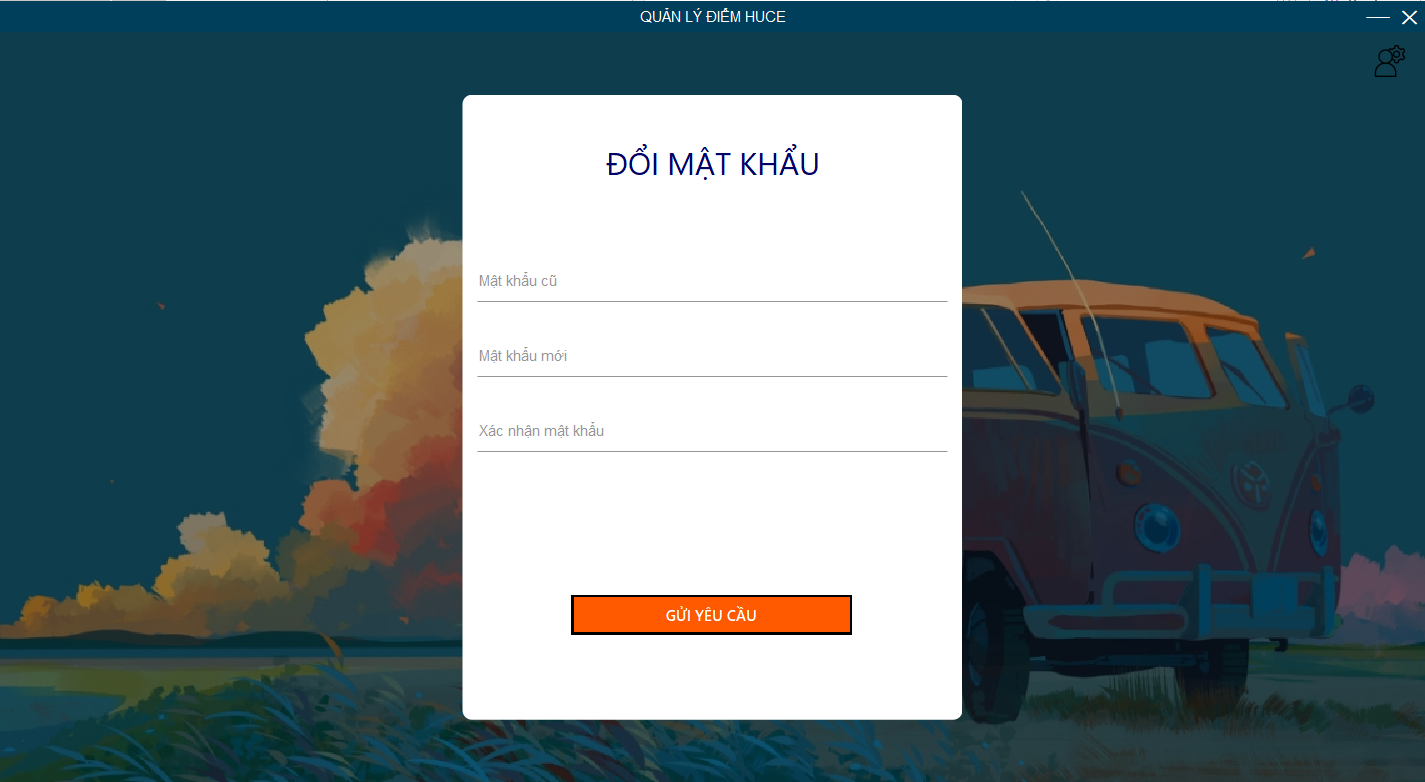 QUẢN LÝ ĐIỂM HUCE
ĐỔI MẬT KHẨU
Mật khẩu cũ
Mật khẩu mới
Xác nhận mật khẩu
GỬI YÊU CẦU